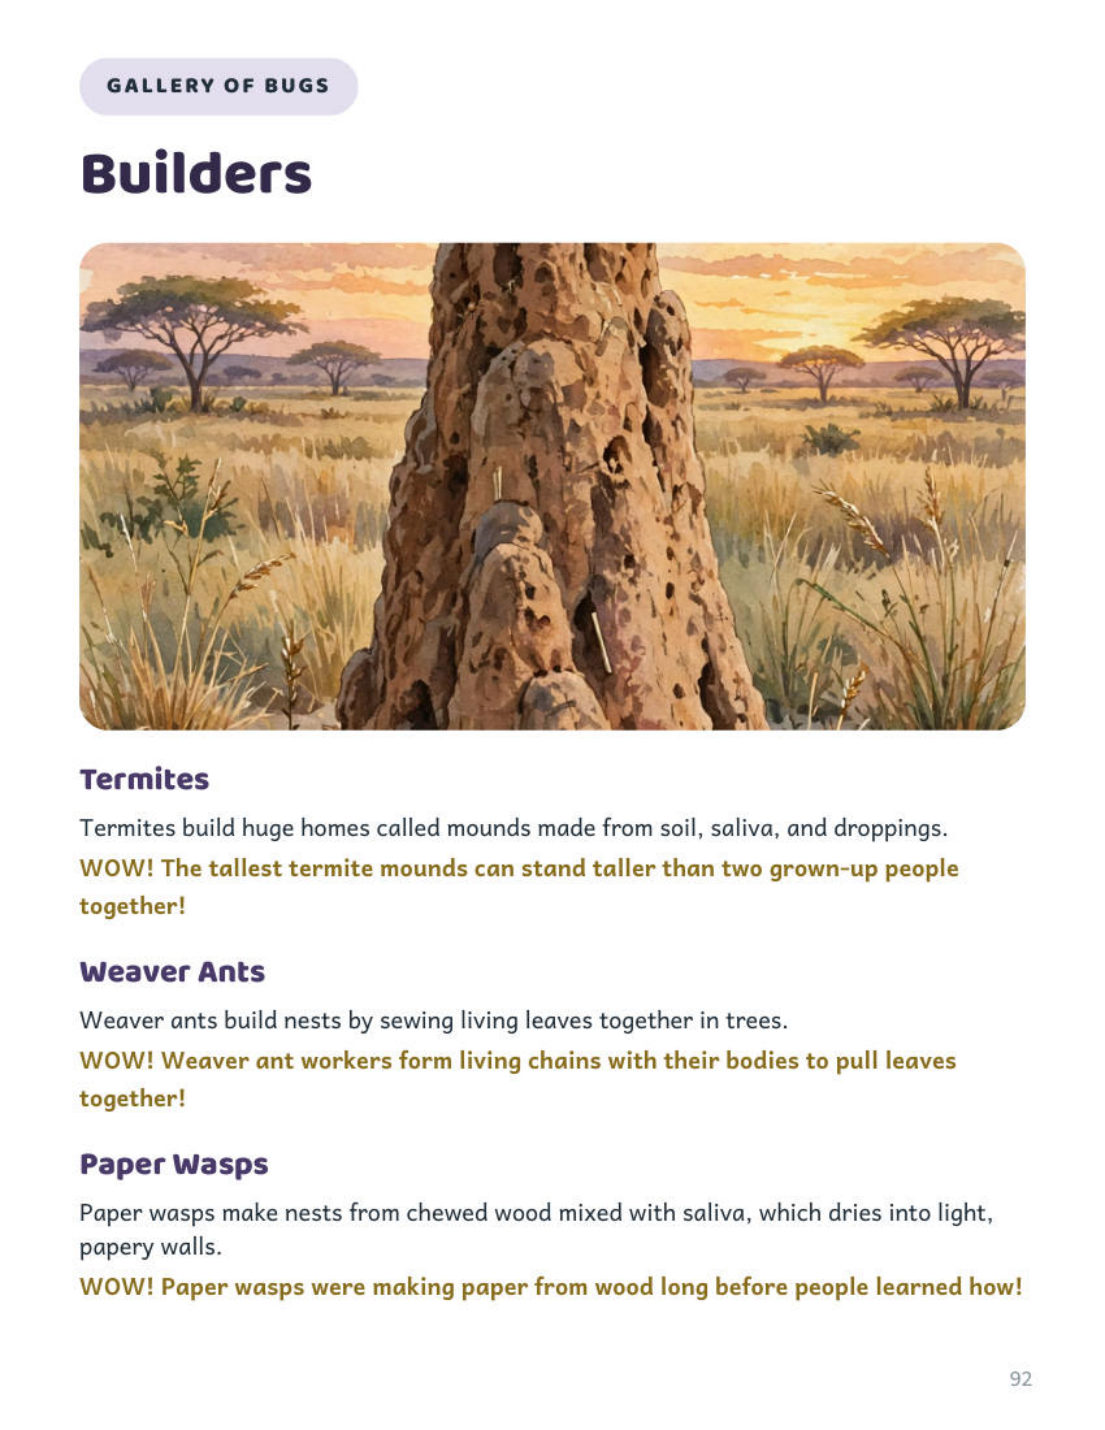 GALLERY OF BUGS
Builders
Termites
Termites build huge homes called mounds made from soil, saliva, and droppings.
WOW! The tallest termite mounds can stand taller than two grown-up people
together!
Weaver Ants
Weaver ants build nests by sewing living leaves together in trees.
WOW! Weaver ant workers form living chains with their bodies to pull leaves
together!
Paper Wasps
Paper wasps make nests from chewed wood mixed with saliva, which dries into light,
papery walls.
WOW! Paper wasps were making paper from wood long before people learned how!
92